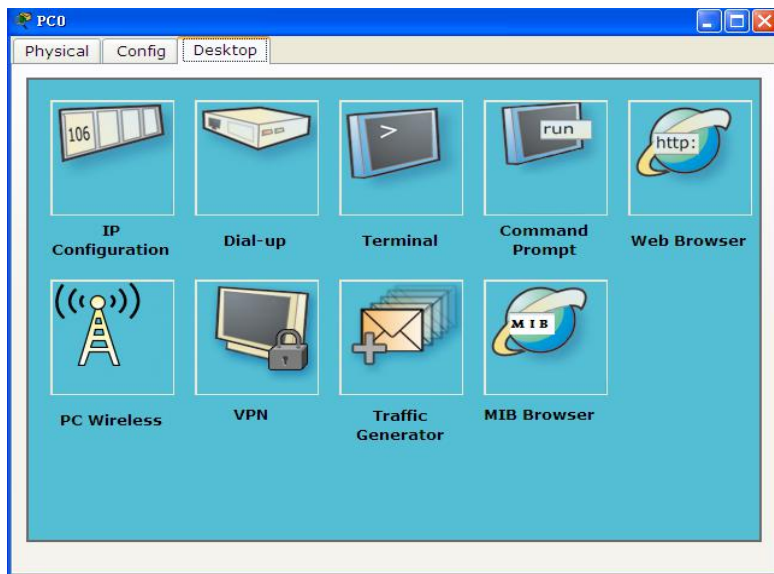 PC0
Physical Config Desktop
106
>
run
http:
IP
Configuration
Dial-up
Terminal
Command
Prompt
Web Browser
MIB
PC Wireless
VPN
Traffic
Generator
MIB Browser